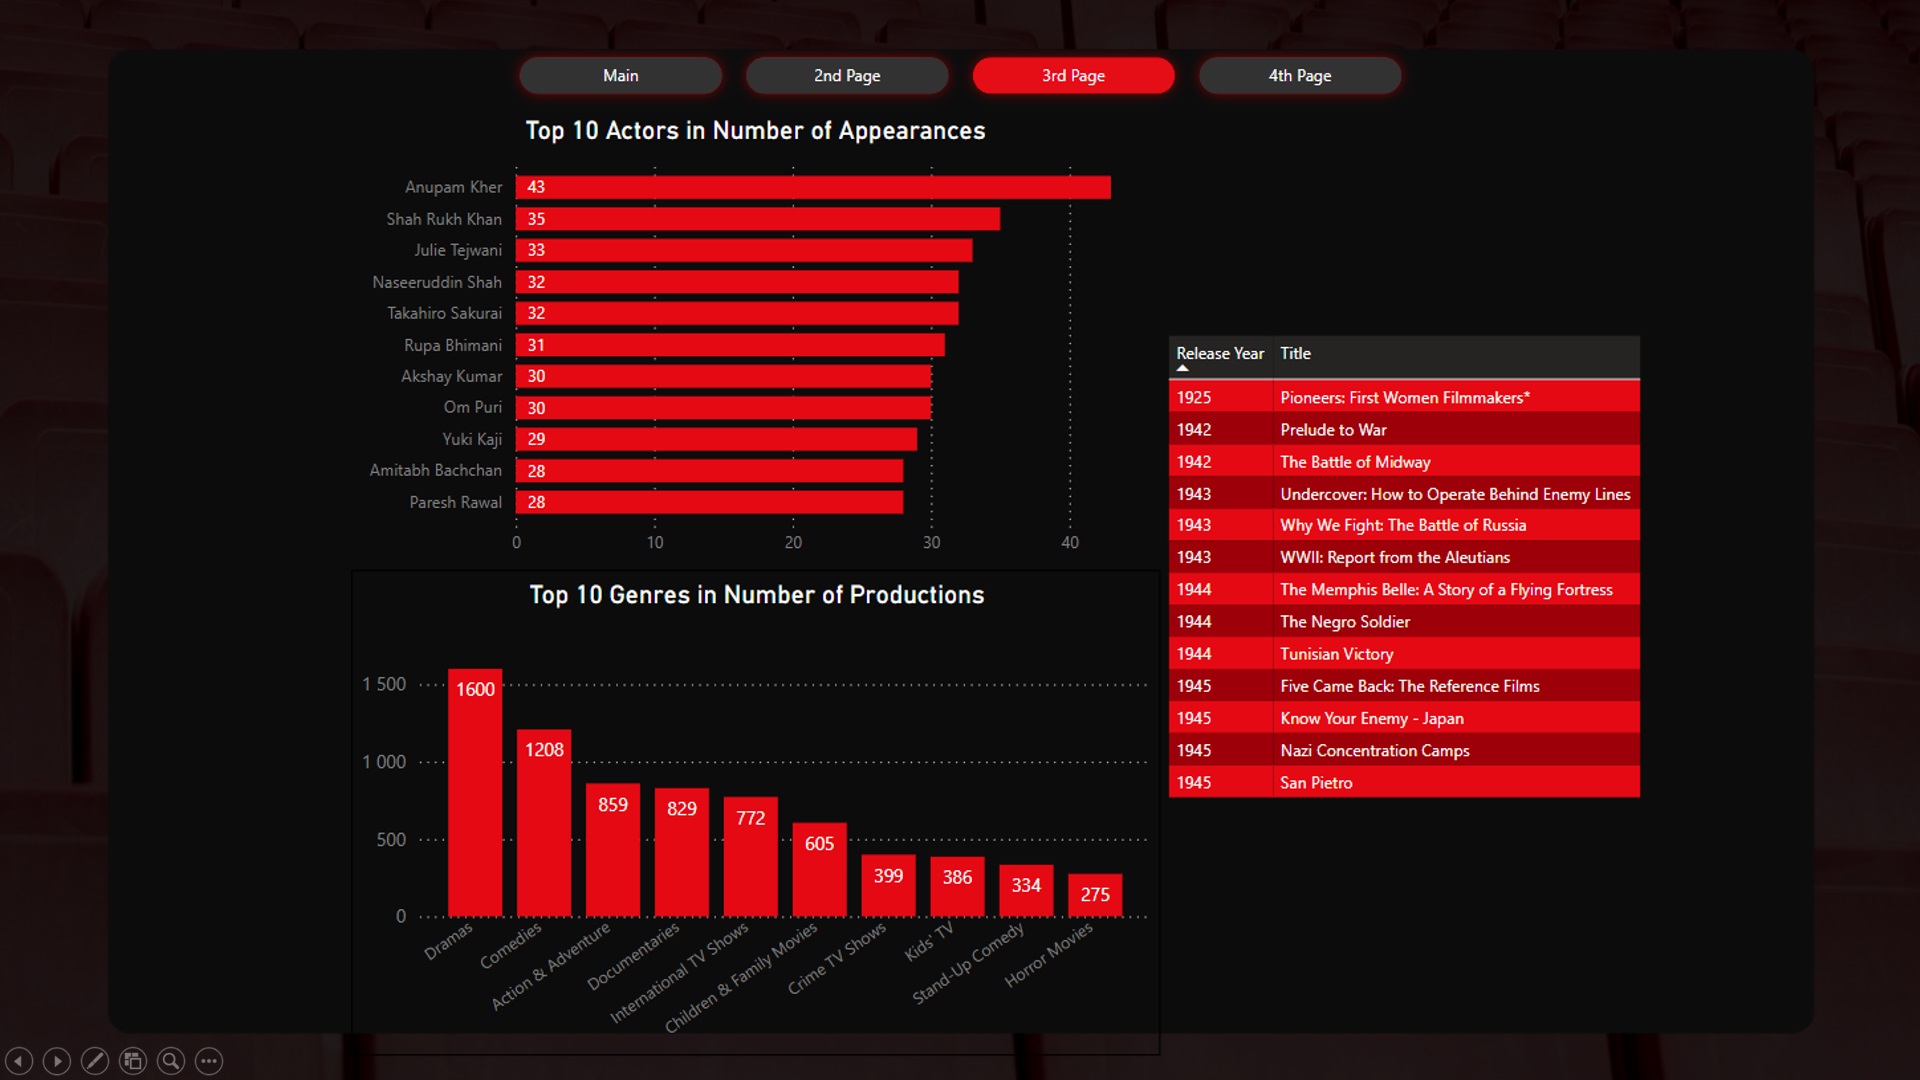 Main
2nd Page
3rd Page
4th Page
Top 10 Actors in Number of Appearances
Anupam Kher 43
Shah Rukh Khan 35
Julie Tejwani 33
Naseeruddin Shah 32
Takahiro Sakurai 32
Rupa Bhimani 31
Akshay Kumar 30
Om Puri 30
Yuki Kaji 29
Amitabh Bachchan 28
Paresh Rawal 28
0 10 20 30 40
Top 10 Genres in Number of Productions
1 500
1 000
500
0
1600
1208
859
829
772
605
399
386
334
275
Dramas
Comedies
Action & Adventure
Documentaries
International TV Shows
Children & Family Movies
Crime TV Shows
Kids' TV
Stand-Up Comedy
Horror Movies
Release Year Title
1925 Pioneers: First Women Filmmakers*
1942 Prelude to War
1942 The Battle of Midway
1943 Undercover: How to Operate Behind Enemy Lines
1943 Why We Fight: The Battle of Russia
1943 WWII: Report from the Aleutians
1944 The Memphis Belle: A Story of a Flying Fortress
1944 The Negro Soldier
1944 Tunisian Victory
1945 Five Came Back: The Reference Films
1945 Know Your Enemy - Japan
1945 Nazi Concentration Camps
1945 San Pietro